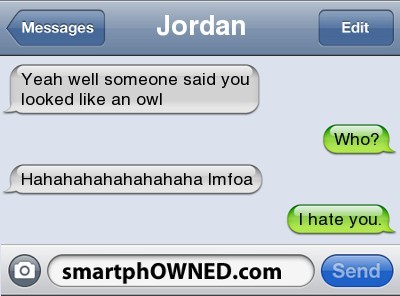 Messages
Jordan
Edit
Yeah well someone said you
looked like an owl
Who?
Hahahahahahahahaha lmfoa
I hate you.
smartphOWNED.com
Send